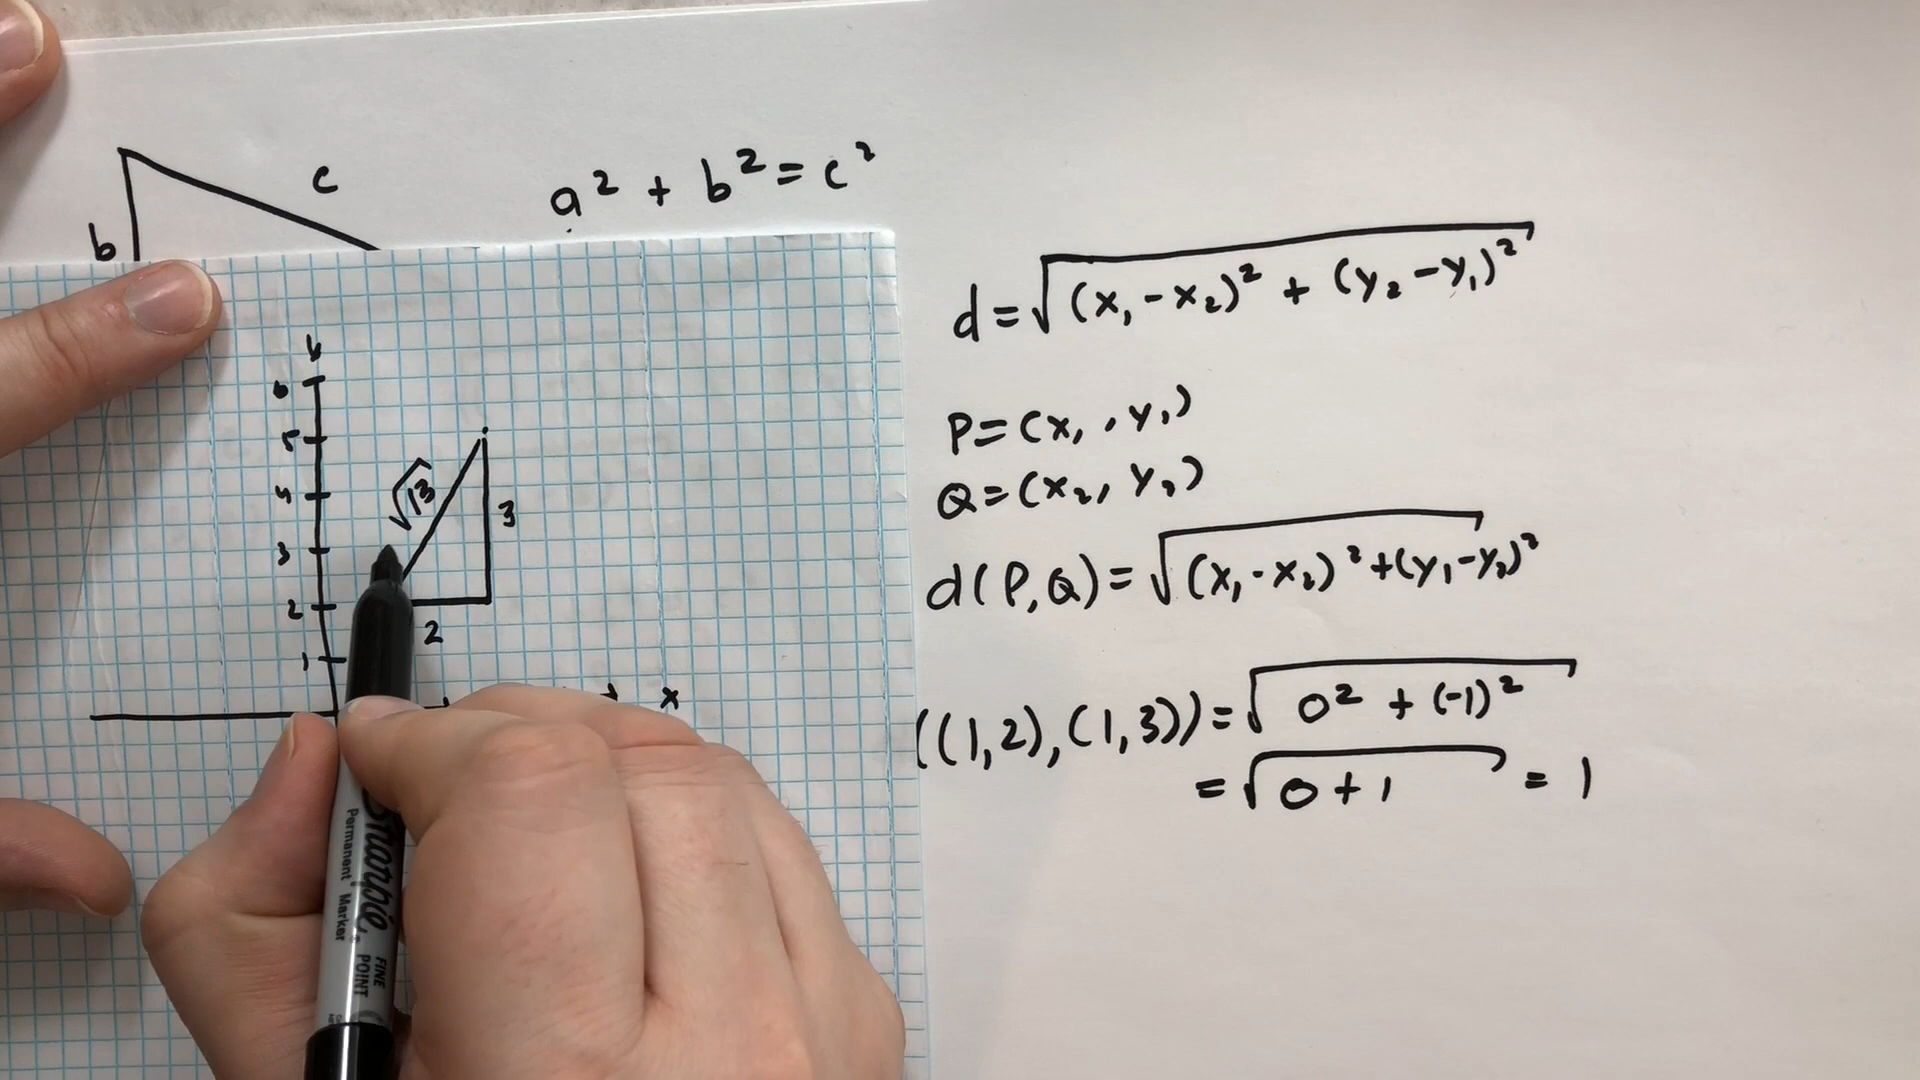 c
a² + b² = c²
b
d = √(x₁ - x₂)² + (y₂ - y₁)²
P = (x₁, y₁)
Q = (x₂, y₂)
d(P, Q) = √(x₁ - x₂)² + (y₁ - y₂)²
((1,2), (1,3)) = √0² + (-1)²
= √0 + 1 = 1
6
5
4
3
2
1
√13
3
2
x
Sharpie
Permanent Marker
FINE
POINT